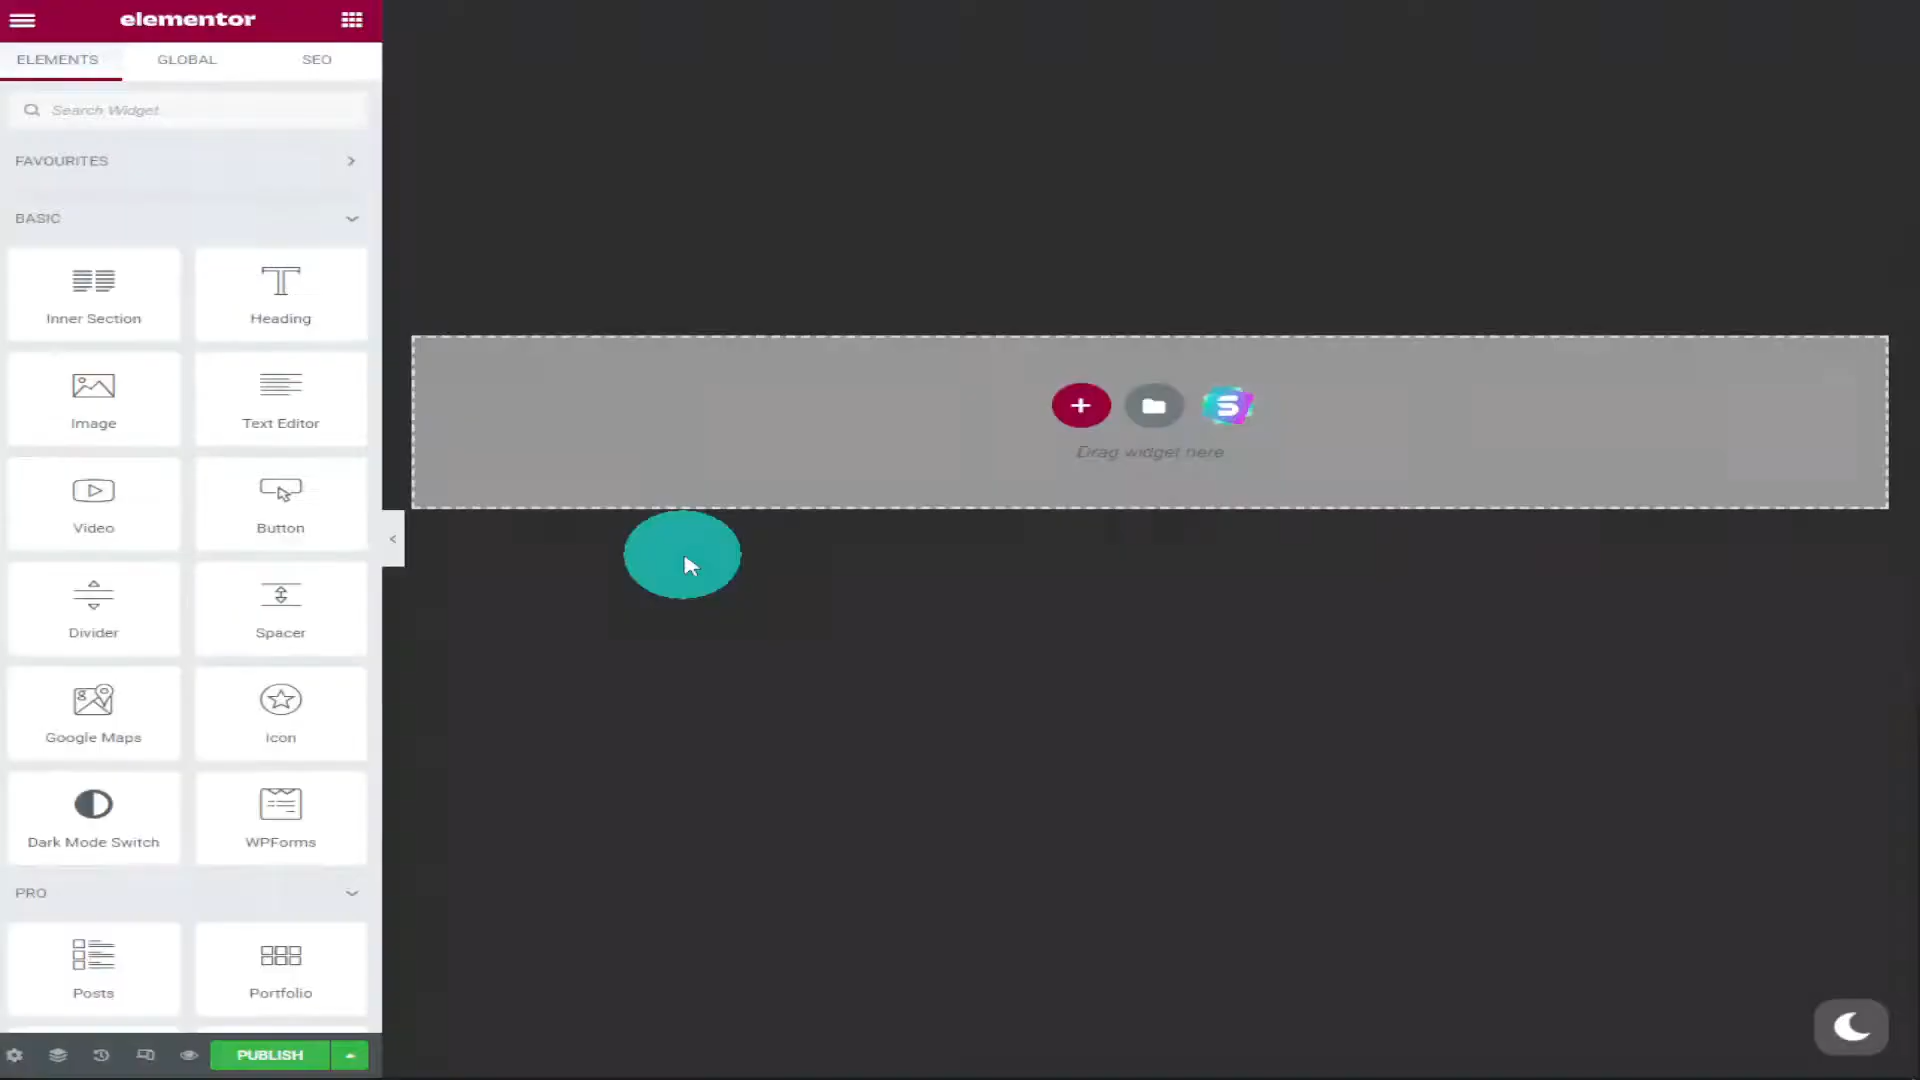 elementor
ELEMENTS GLOBAL SEO
Search Widget
FAVOURITES
BASIC
Inner Section Heading
Image Text Editor
Video Button
Divider Spacer
Google Maps Icon
Dark Mode Switch WPForms
PRO
Posts Portfolio
PUBLISH
S
Drag widget here